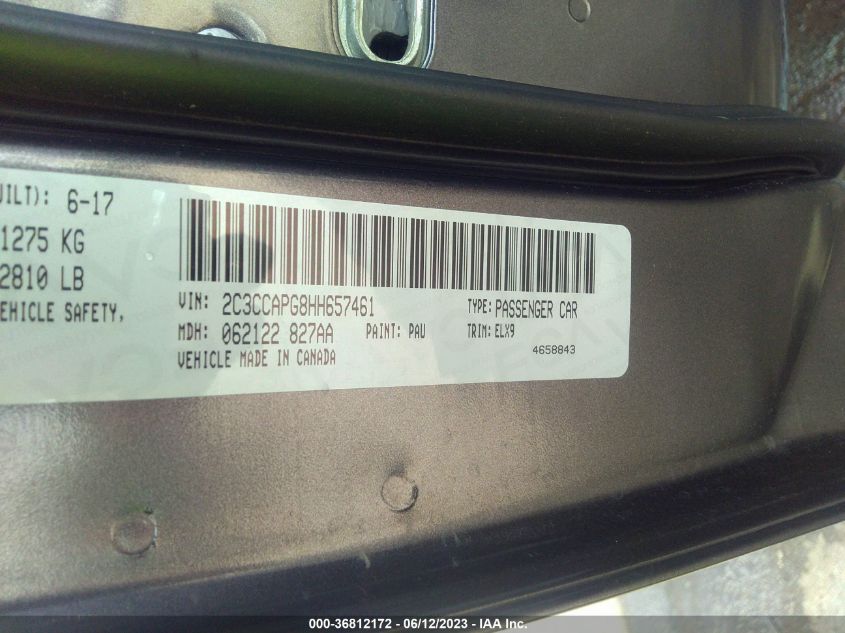 UILT): 6-17
1275 KG
2810 LB
EHICLE SAFETY,
VIN: 2C3CCAPG8HH657461 TYPE: PASSENGER CAR
MDH: 062122 827AA PAINT: PAU TRIM: ELX9
VEHICLE MADE IN CANADA 4658843
000-36812172 - 06/12/2023 - IAA Inc.